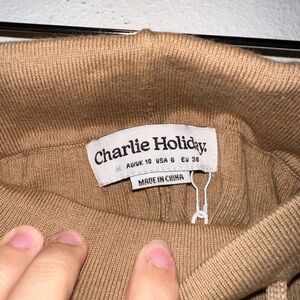 Charlie Holiday.
M AU/UK 10 USA 6 EU 38
MADE IN CHINA